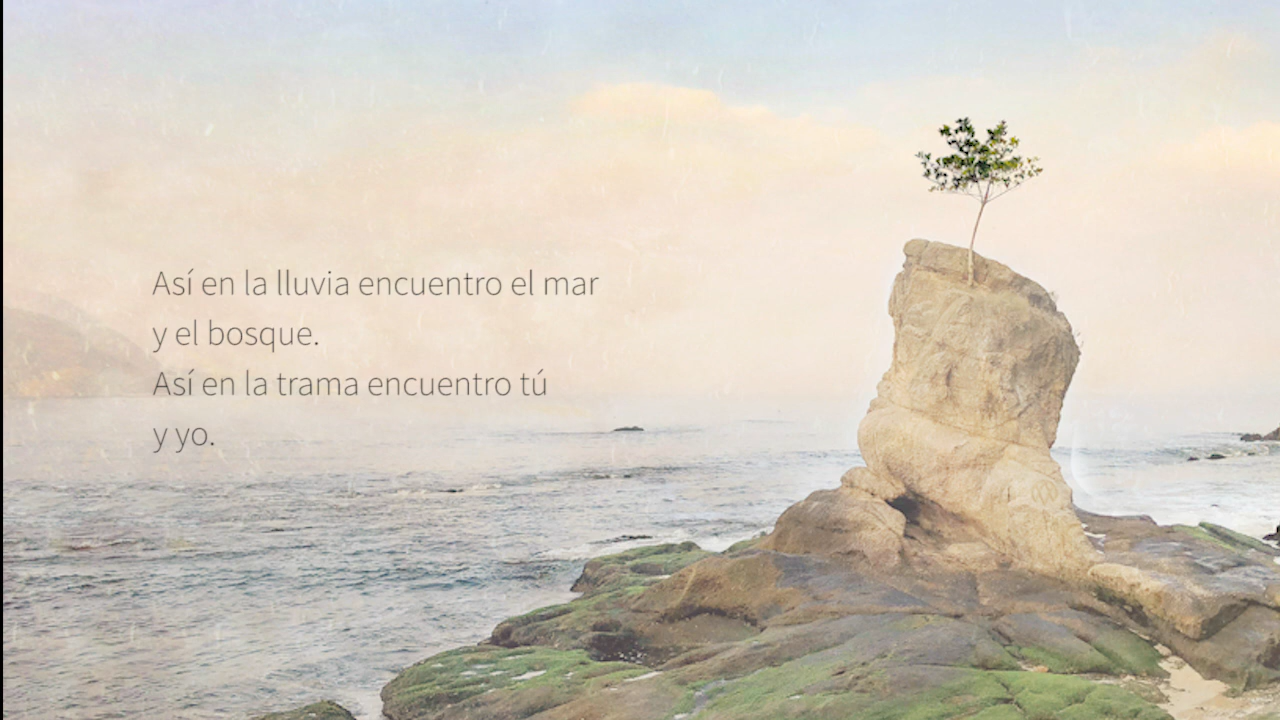 Así en la lluvia encuentro el mar
y el bosque.
Así en la trama encuentro tú
y yo.